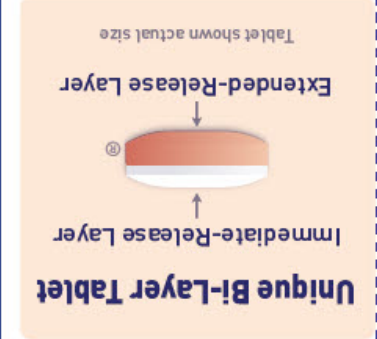 Unique Bi-Layer Tablet
Immediate-Release Layer
®
Extended-Release Layer
Tablet shown actual size